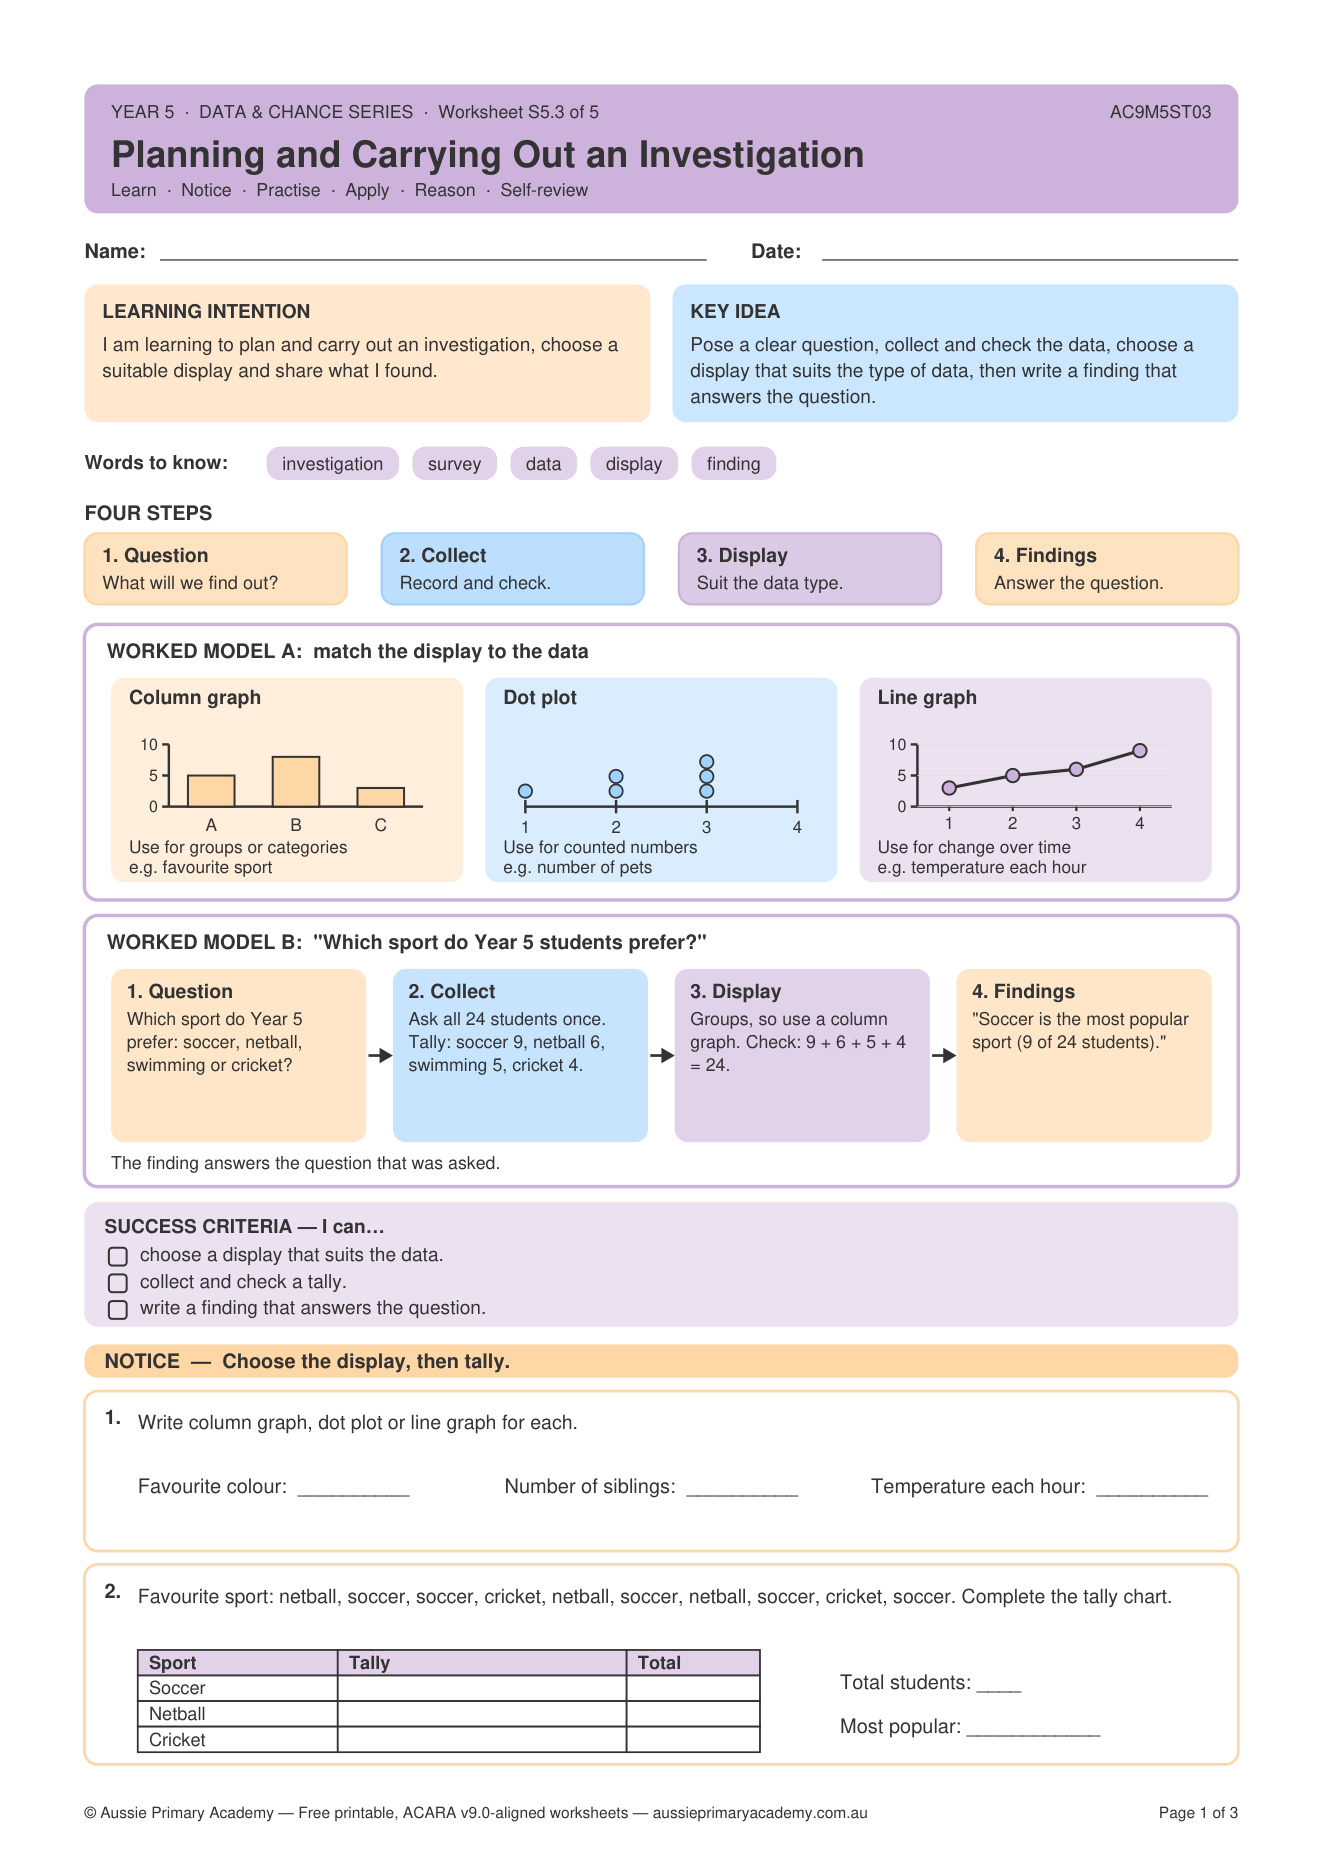 YEAR 5 · DATA & CHANCE SERIES · Worksheet S5.3 of 5 AC9M5ST03
Planning and Carrying Out an Investigation
Learn · Notice · Practise · Apply · Reason · Self-review
Name: Date:
LEARNING INTENTION
I am learning to plan and carry out an investigation, choose a
suitable display and share what I found.
KEY IDEA
Pose a clear question, collect and check the data, choose a
display that suits the type of data, then write a finding that
answers the question.
Words to know: investigation survey data display finding
FOUR STEPS
1. Question
What will we find out?
2. Collect
Record and check.
3. Display
Suit the data type.
4. Findings
Answer the question.
WORKED MODEL A: match the display to the data
Column graph
10
5
0
A B C
Use for groups or categories
e.g. favourite sport
Dot plot
1 2 3 4
Use for counted numbers
e.g. number of pets
Line graph
10
5
0
1 2 3 4
Use for change over time
e.g. temperature each hour
WORKED MODEL B: "Which sport do Year 5 students prefer?"
1. Question
Which sport do Year 5
prefer: soccer, netball,
swimming or cricket?
2. Collect
Ask all 24 students once.
Tally: soccer 9, netball 6,
swimming 5, cricket 4.
3. Display
Groups, so use a column
graph. Check: 9 + 6 + 5 + 4
= 24.
4. Findings
"Soccer is the most popular
sport (9 of 24 students)."
The finding answers the question that was asked.
SUCCESS CRITERIA — I can…
choose a display that suits the data.
collect and check a tally.
write a finding that answers the question.
NOTICE — Choose the display, then tally.
1. Write column graph, dot plot or line graph for each.
Favourite colour: __________ Number of siblings: __________ Temperature each hour: __________
2. Favourite sport: netball, soccer, soccer, cricket, netball, soccer, netball, soccer, cricket, soccer. Complete the tally chart.
Sport Tally Total
Soccer
Netball
Cricket
Total students: ____
Most popular: ____________
© Aussie Primary Academy — Free printable, ACARA v9.0-aligned worksheets — aussieprimaryacademy.com.au Page 1 of 3